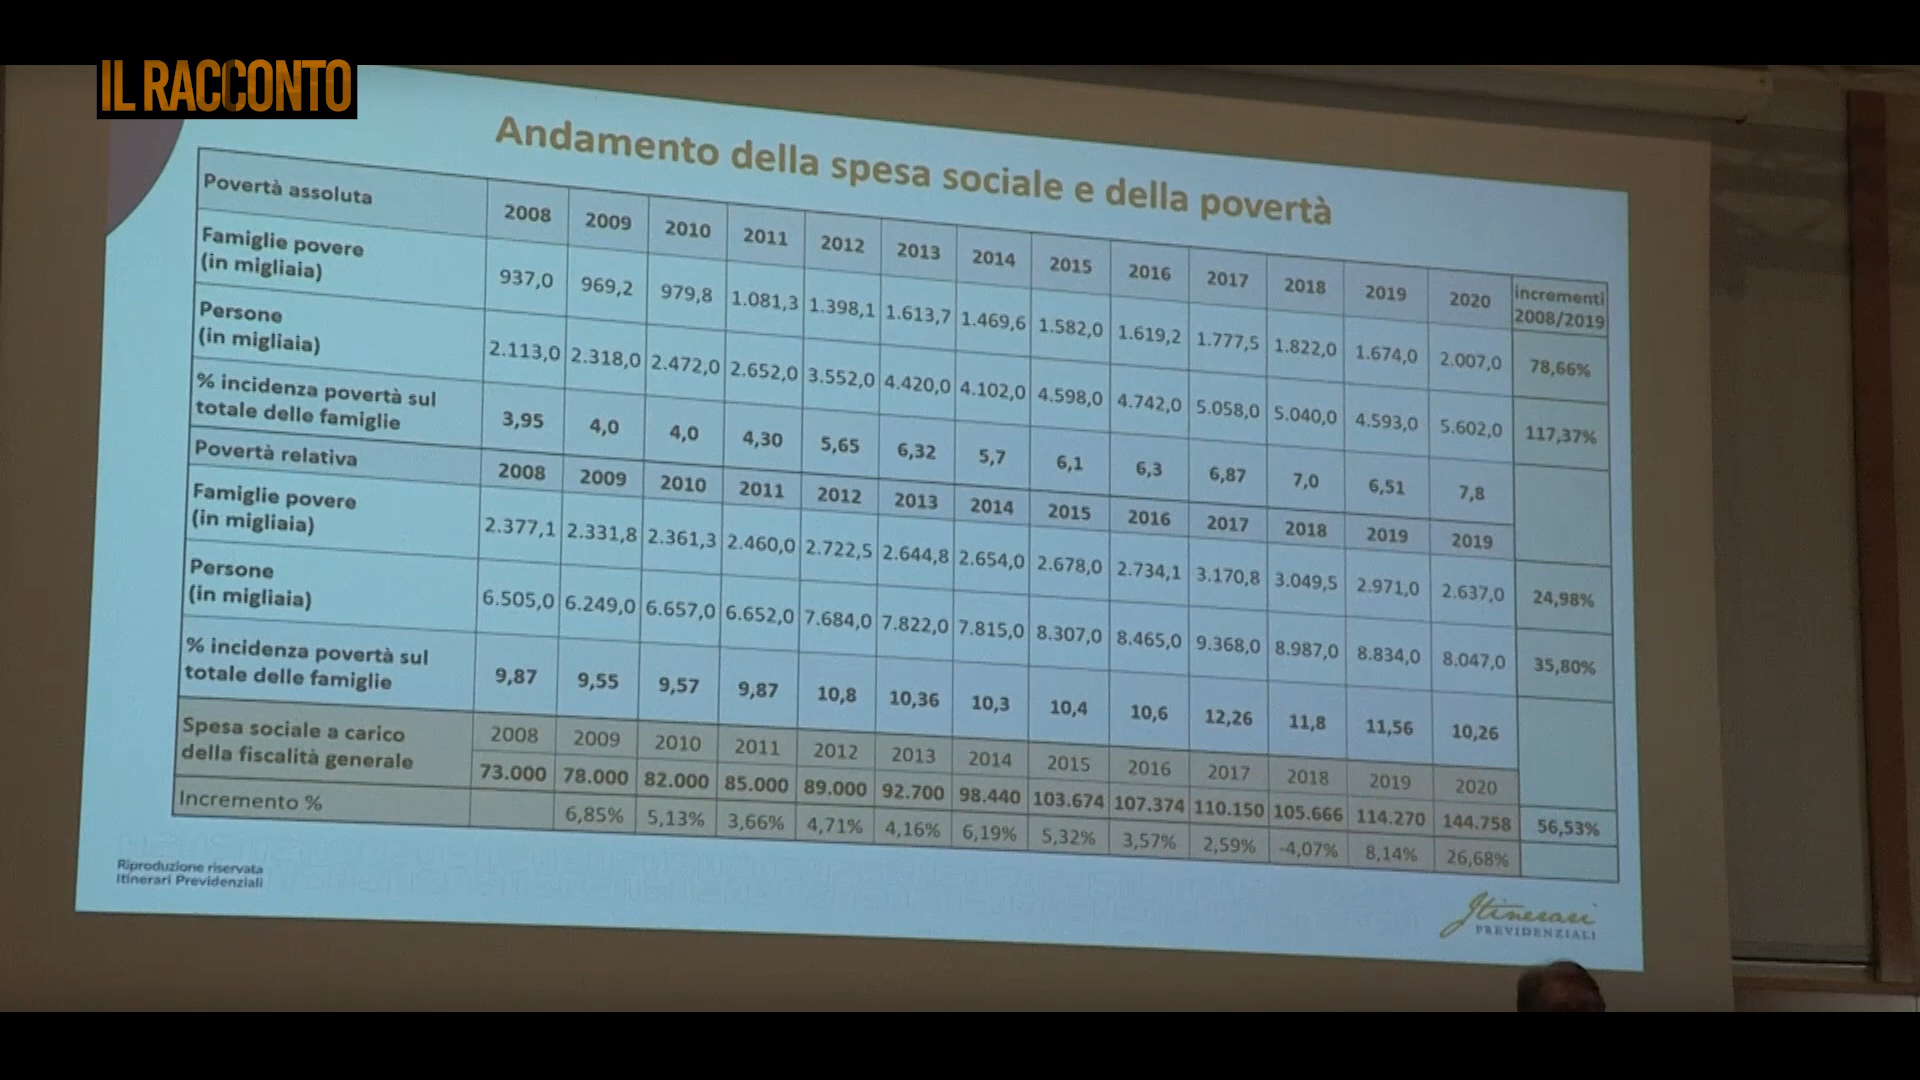 IL RACCONTO
Andamento della spesa sociale e della povertà
Povertà assoluta 2008 2009 2010 2011 2012 2013 2014 2015 2016 2017 2018 2019 2020 incrementi 2008/2019
Famiglie povere
(in migliaia) 937,0 969,2 979,8 1.081,3 1.398,1 1.613,7 1.469,6 1.582,0 1.619,2 1.777,5 1.822,0 1.674,0 2.007,0 78,66%
Persone
(in migliaia) 2.113,0 2.318,0 2.472,0 2.652,0 3.552,0 4.420,0 4.102,0 4.598,0 4.742,0 5.058,0 5.040,0 4.593,0 5.602,0 117,37%
% incidenza povertà sul
totale delle famiglie 3,95 4,0 4,0 4,30 5,65 6,32 5,7 6,1 6,3 6,87 7,0 6,51 7,8
Povertà relativa 2008 2009 2010 2011 2012 2013 2014 2015 2016 2017 2018 2019 2019
Famiglie povere
(in migliaia) 2.377,1 2.331,8 2.361,3 2.460,0 2.722,5 2.644,8 2.654,0 2.678,0 2.734,1 3.170,8 3.049,5 2.971,0 2.637,0 24,98%
Persone
(in migliaia) 6.505,0 6.249,0 6.657,0 6.652,0 7.684,0 7.822,0 7.815,0 8.307,0 8.465,0 9.368,0 8.987,0 8.834,0 8.047,0 35,80%
% incidenza povertà sul
totale delle famiglie 9,87 9,55 9,57 9,87 10,8 10,36 10,3 10,4 10,6 12,26 11,8 11,56 10,26
Spesa sociale a carico
della fiscalità generale 2008 2009 2010 2011 2012 2013 2014 2015 2016 2017 2018 2019 2020
73.000 78.000 82.000 85.000 89.000 92.700 98.440 103.674 107.374 110.150 105.666 114.270 144.758 56,53%
Incremento % 6,85% 5,13% 3,66% 4,71% 4,16% 6,19% 5,32% 3,57% 2,59% -4,07% 8,14% 26,68%
Riproduzione riservata
Itinerari Previdenziali
Itinerari
PREVIDENZIALI